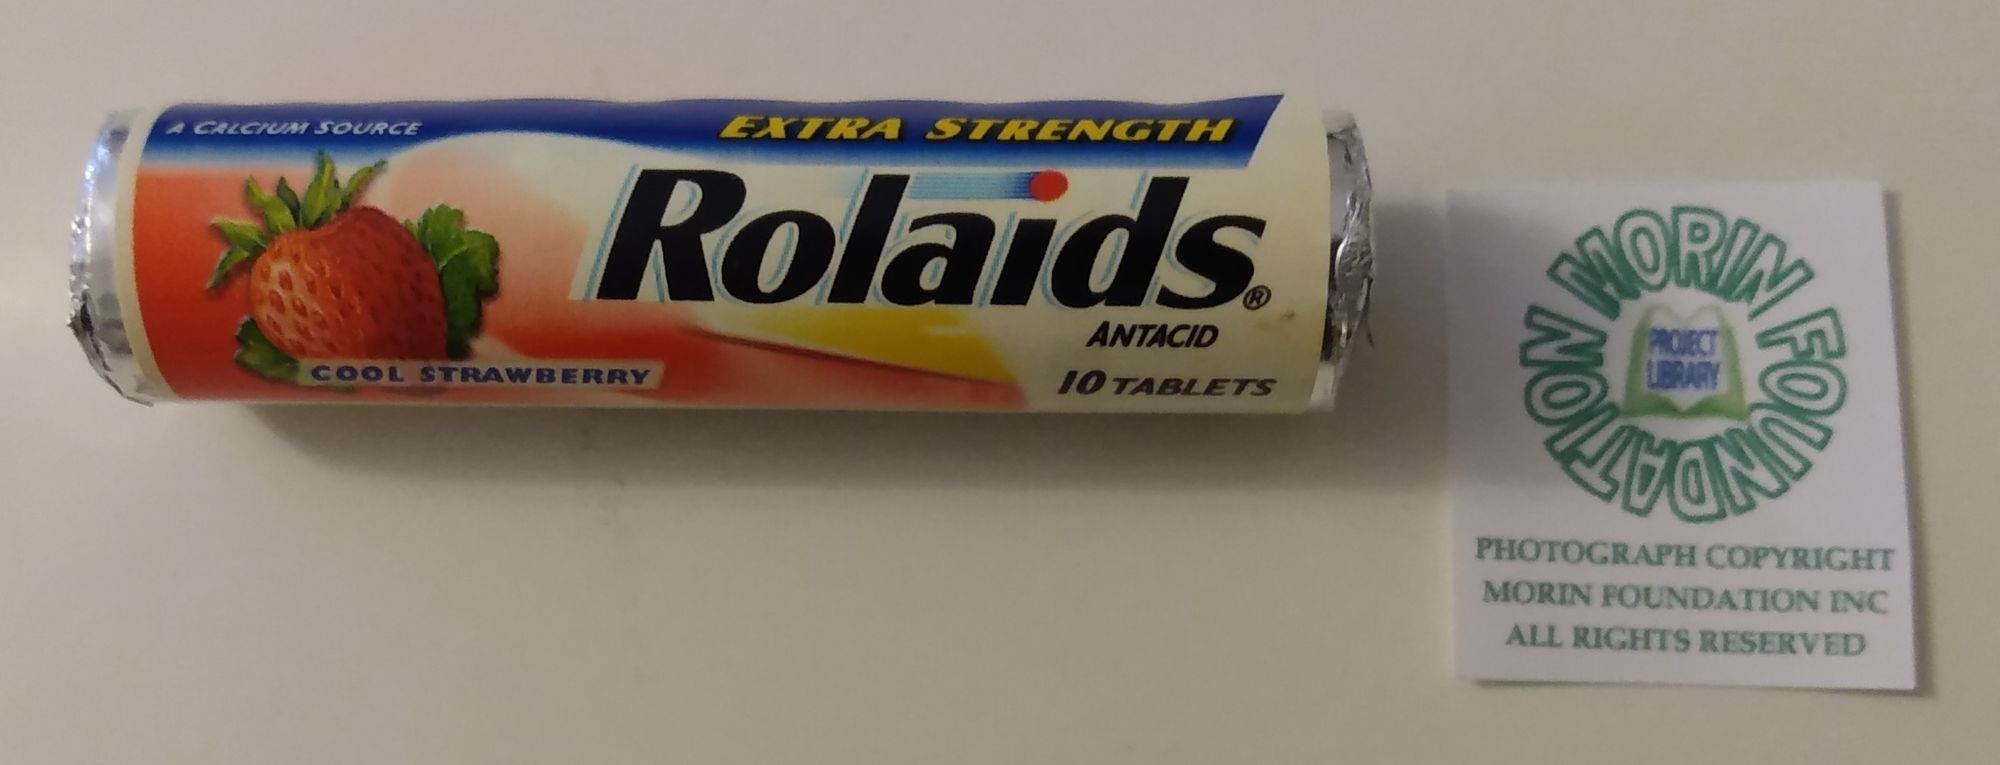 A CALCIUM SOURCE
EXTRA STRENGTH
Rolaids®
ANTACID
COOL STRAWBERRY
10 TABLETS
MORIN FOUNDATION
PROJECT
LIBRARY
PHOTOGRAPH COPYRIGHT
MORIN FOUNDATION INC
ALL RIGHTS RESERVED